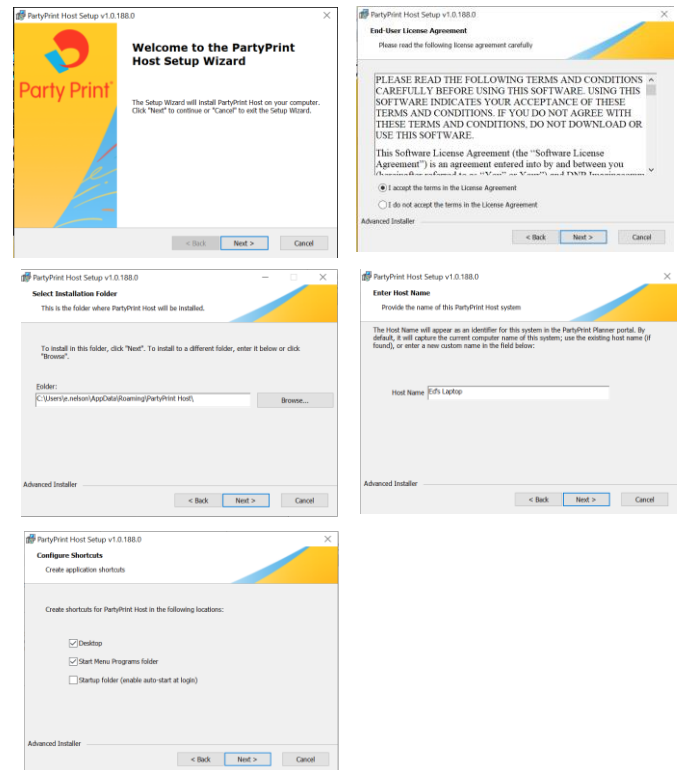 PartyPrint Host Setup v1.0.188.0
Party Print
Welcome to the PartyPrint
Host Setup Wizard
The Setup Wizard will install PartyPrint Host on your computer.
Click "Next" to continue or "Cancel" to exit the Setup Wizard.
< Back Next > Cancel
PartyPrint Host Setup v1.0.188.0
End-User License Agreement
Please read the following license agreement carefully
PLEASE READ THE FOLLOWING TERMS AND CONDITIONS
CAREFULLY BEFORE USING THIS SOFTWARE. USING THIS
SOFTWARE INDICATES YOUR ACCEPTANCE OF THESE
TERMS AND CONDITIONS. IF YOU DO NOT AGREE WITH
THESE TERMS AND CONDITIONS, DO NOT DOWNLOAD OR
USE THIS SOFTWARE.
This Software License Agreement (the "Software License
Agreement") is an agreement entered into by and between you
I accept the terms in the License Agreement
I do not accept the terms in the License Agreement
Advanced Installer
< Back Next > Cancel
PartyPrint Host Setup v1.0.188.0
Select Installation Folder
This is the folder where PartyPrint Host will be installed.
To install in this folder, click "Next". To install to a different folder, enter it below or click
"Browse".
Folder:
C:\Users\e.nelson\AppData\Roaming\PartyPrint Host\
Browse...
Advanced Installer
< Back Next > Cancel
PartyPrint Host Setup v1.0.188.0
Enter Host Name
Provide the name of this PartyPrint Host system
The Host Name will appear as an identifier for this system in the PartyPrint Planner portal. By
default, it will capture the current computer name of this system; use the existing host name (if
found), or enter a new custom name in the field below:
Host Name Ed's Laptop
Advanced Installer
< Back Next > Cancel
PartyPrint Host Setup v1.0.188.0
Configure Shortcuts
Create application shortcuts
Create shortcuts for PartyPrint Host in the following locations:
Desktop
Start Menu Programs folder
Startup folder (enable auto-start at login)
Advanced Installer
< Back Next > Cancel